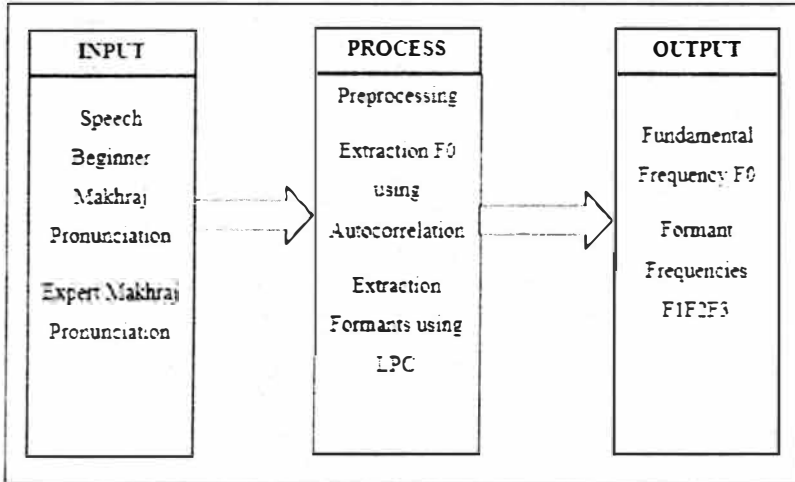 INPUT
Speech
Beginner
Makhraj
Pronunciation
Expert Makhraj
Pronunciation
PROCESS
Preprocessing
Extraction F0
using
Autocorrelation
Extraction
Formants using
LPC
OUTPUT
Fundamental
Frequency F0
Formant
Frequencies
F1F2F3